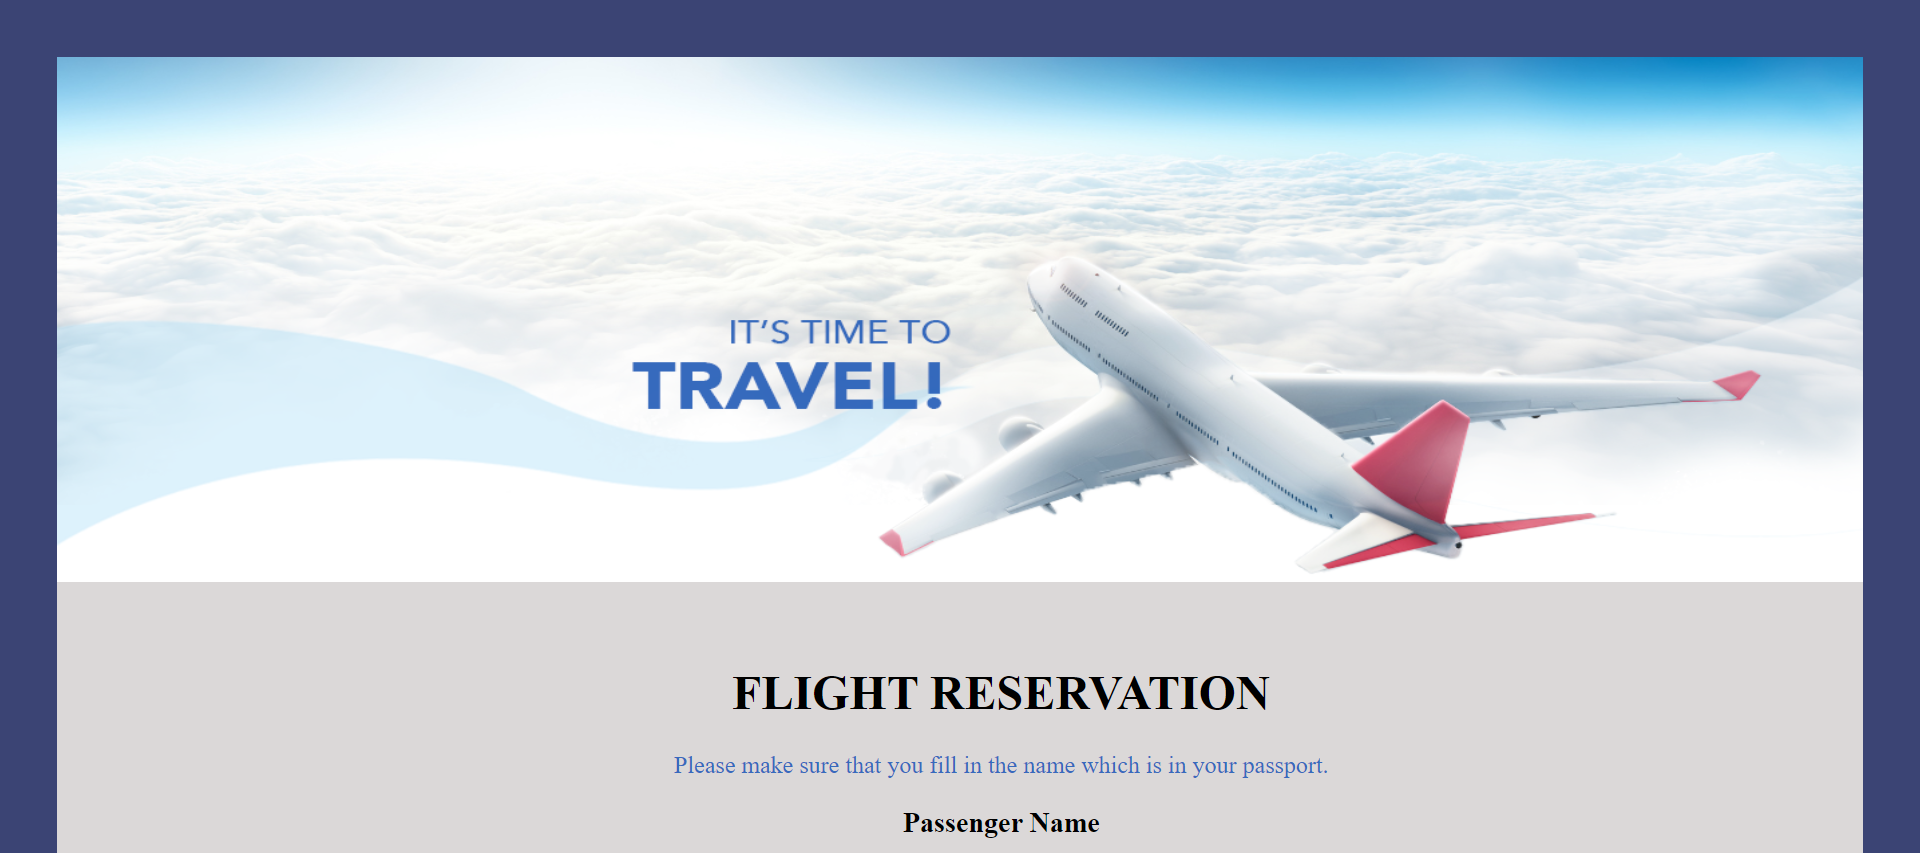 IT’S TIME TO
TRAVEL!
FLIGHT RESERVATION
Please make sure that you fill in the name which is in your passport.
Passenger Name